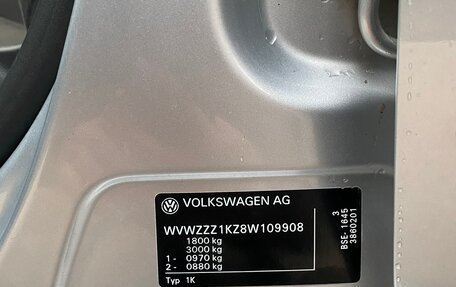 VOLKSWAGEN AG
WVWZZZ1KZ8W109908
1800 kg
3000 kg
1 - 0970 kg
2 - 0880 kg
Typ 1K
3
BSE- 1645
3860201